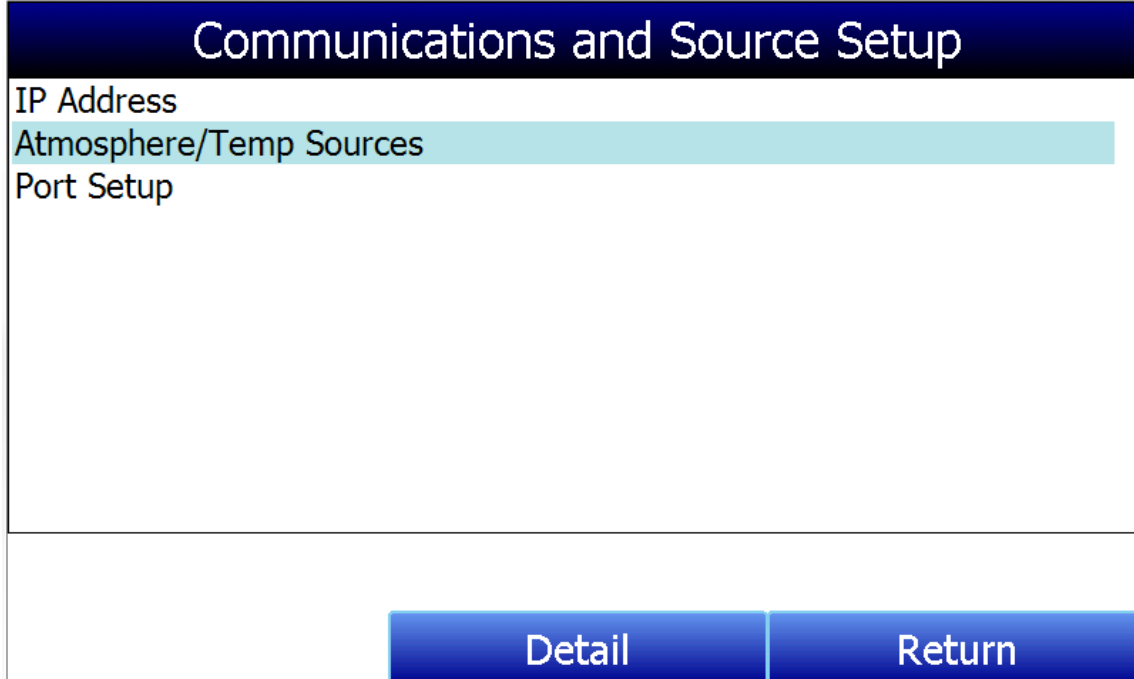 Communications and Source Setup
IP Address
Atmosphere/Temp Sources
Port Setup
Detail
Return